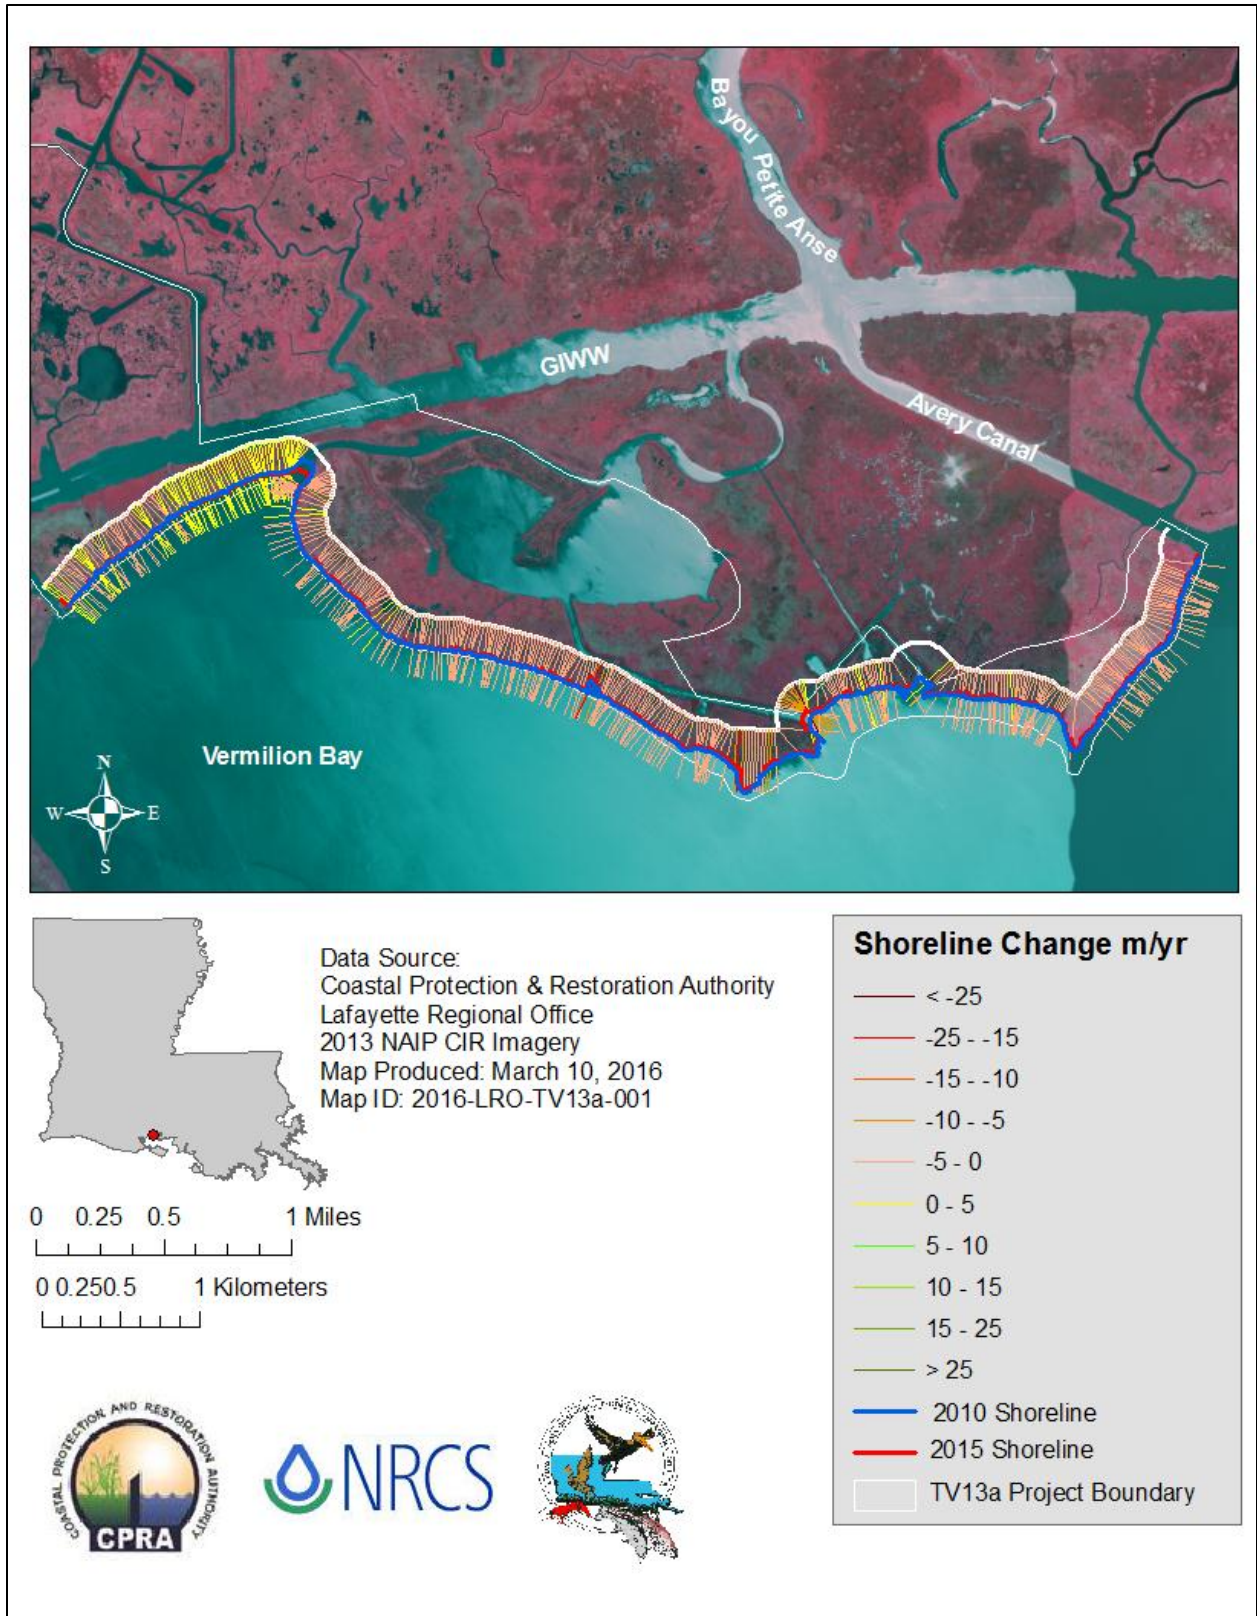 Bayou Petite Anse
GIWW
Avery Canal
Vermilion Bay
N
W
E
S
Data Source:
Coastal Protection & Restoration Authority
Lafayette Regional Office
2013 NAIP CIR Imagery
Map Produced: March 10, 2016
Map ID: 2016-LRO-TV13a-001
0 0.25 0.5 1 Miles
0 0.250.5 1 Kilometers
Shoreline Change m/yr
< -25
-25 - -15
-15 - -10
-10 - -5
-5 - 0
0 - 5
5 - 10
10 - 15
15 - 25
> 25
2010 Shoreline
2015 Shoreline
TV13a Project Boundary
COASTAL PROTECTION AND RESTORATION AUTHORITY
CPRA
NRCS